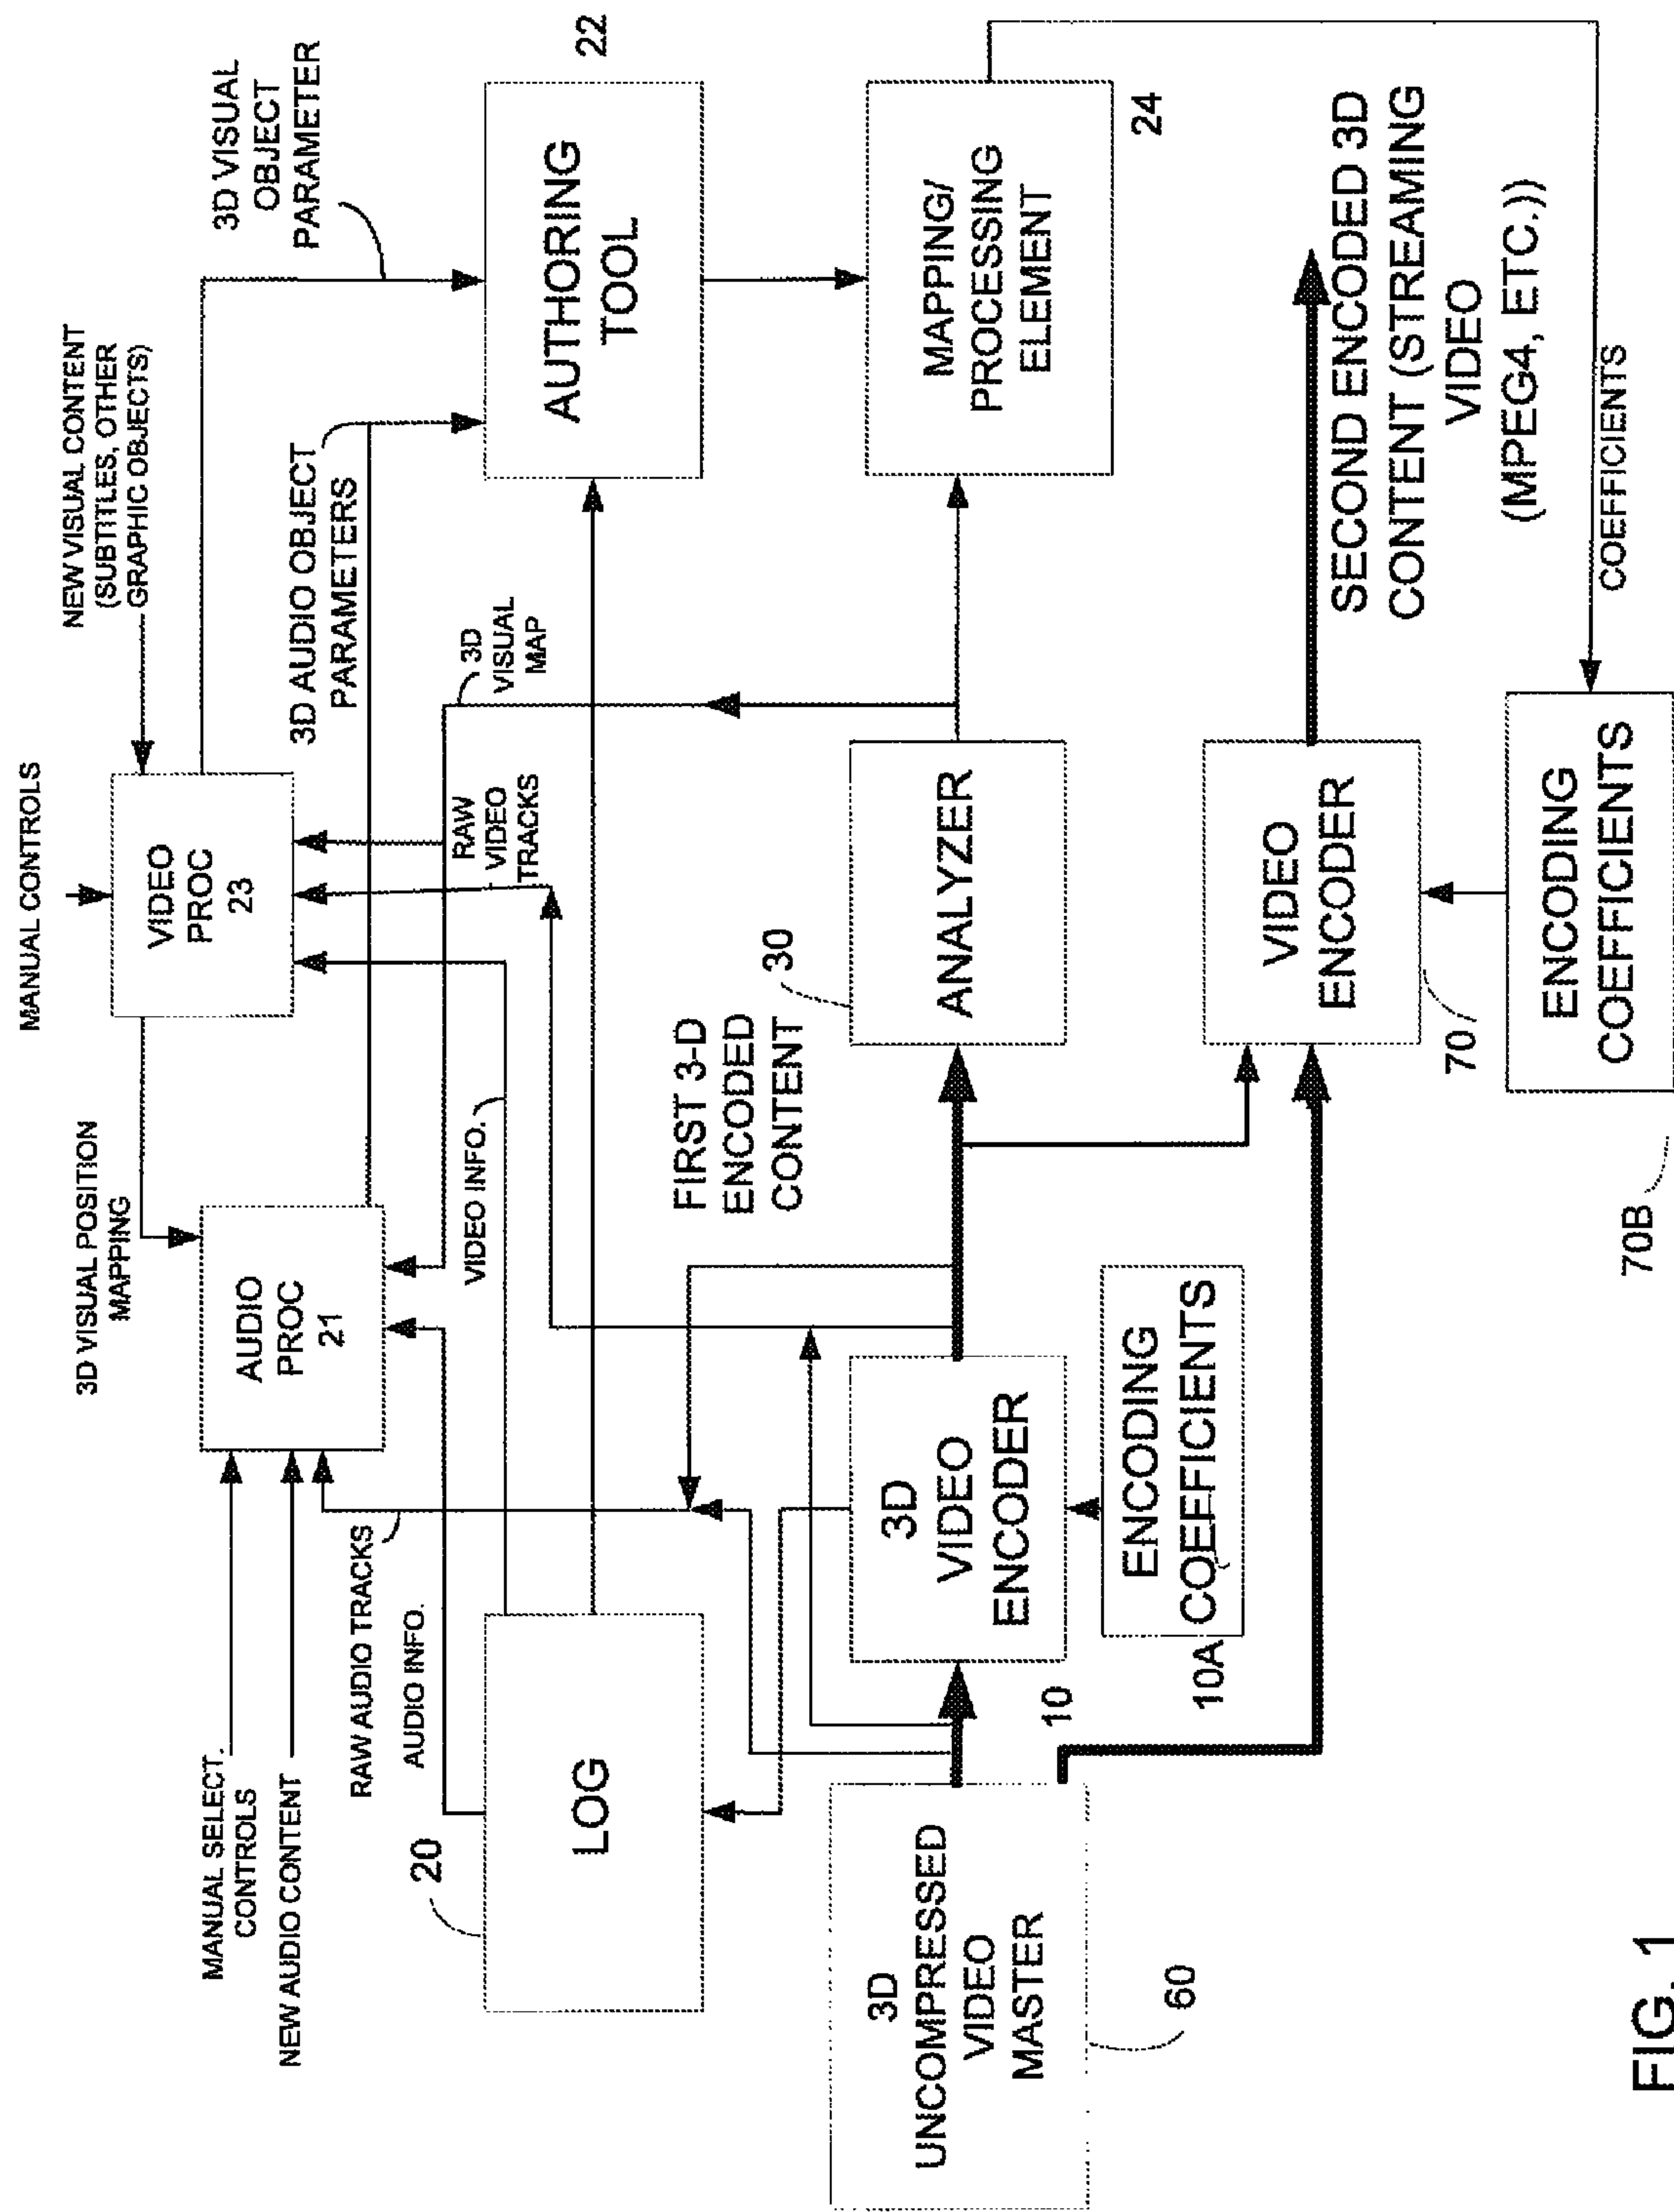 MANUAL CONTROLS
NEW VISUAL CONTENT
(SUBTITLES, OTHER
GRAPHIC OBJECTS)
3D VISUAL
OBJECT
PARAMETER
3D VISUAL POSITION
MAPPING
VIDEO
PROC
23
3D AUDIO OBJECT
PARAMETERS
22
MANUAL SELECT.
CONTROLS
NEW AUDIO CONTENT
AUDIO
PROC
21
RAW AUDIO TRACKS
AUDIO INFO.
VIDEO INFO.
RAW
VIDEO
TRACKS
3D
VISUAL
MAP
AUTHORING
TOOL
20
LOG
FIRST 3-D
ENCODED
CONTENT
30
3D
UNCOMPRESSED
VIDEO
MASTER
60
3D
VIDEO
ENCODER
10
ANALYZER
MAPPING/
PROCESSING
ELEMENT
24
ENCODING
COEFFICIENTS
10A
VIDEO
ENCODER
70
SECOND ENCODED 3D
CONTENT (STREAMING
VIDEO
(MPEG4, ETC.))
ENCODING
COEFFICIENTS
70B
COEFFICIENTS
FIG. 1